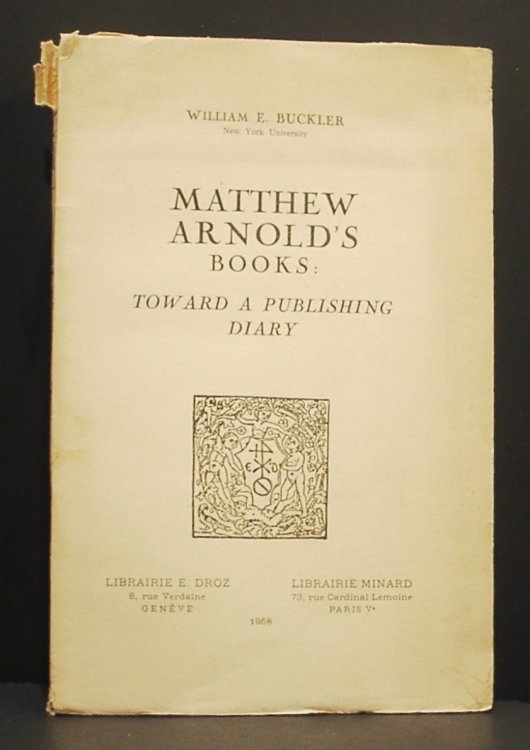 WILLIAM E. BUCKLER
New York University
MATTHEW
ARNOLD'S
BOOKS:
TOWARD A PUBLISHING
DIARY
E D
LIBRAIRIE E. DROZ
8, rue Verdaine
GENÈVE
LIBRAIRIE MINARD
73, rue Cardinal Lemoine
PARIS Vᵉ
1958